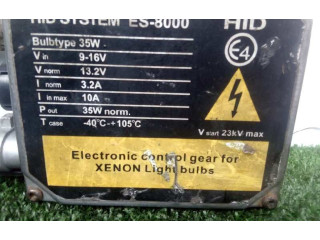 HID SYSTEM ES-8000 HID
Bulbtype 35W
V in 9-16V
V norm 13.2V
I norm 3.2A
I in max 10A
P out 35W norm.
T case -40°C-+105°C
E4
V start 23kV max
Electronic control gear for
XENON Light bulbs